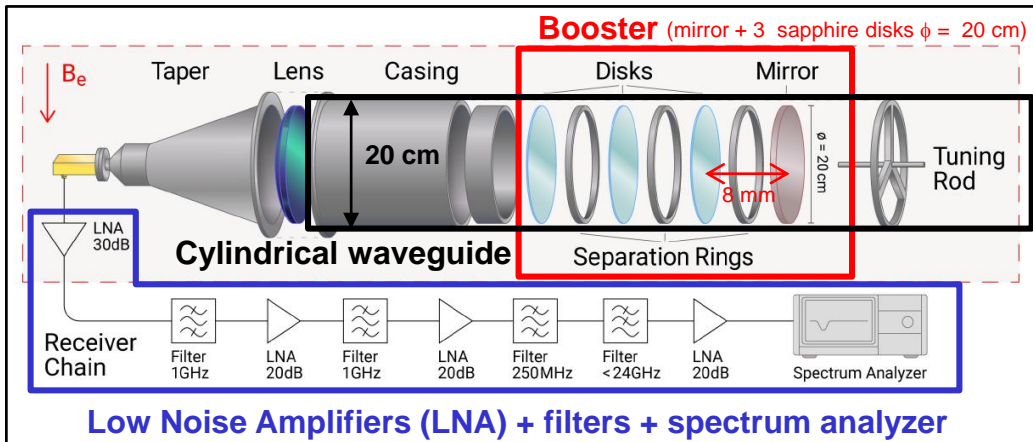 Booster (mirror + 3 sapphire disks ϕ = 20 cm)
Bₑ
Taper
Lens
Casing
Disks
Mirror
20 cm
8 mm
ø = 20cm
Tuning
Rod
LNA
30dB
Cylindrical waveguide
Separation Rings
Receiver
Chain
Filter
1GHz
LNA
20dB
Filter
1GHz
LNA
20dB
Filter
250MHz
Filter
<24GHz
LNA
20dB
Spectrum Analyzer
Low Noise Amplifiers (LNA) + filters + spectrum analyzer